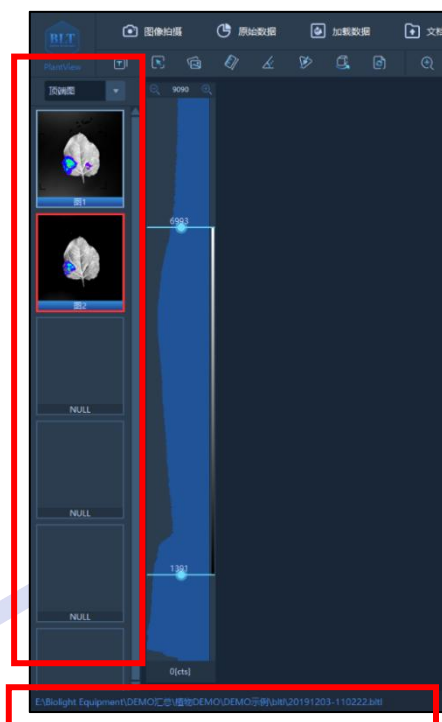 BLT
图像拍摄
原始数据
加载数据
文档
PlantView
顶端图
9090
图1
6993
图2
NULL
NULL
1391
NULL
0[cts]
E:\Biolight Equipment\DEMO汇总\植物DEMO\DEMO示例\bltl\20191203-110222.bltl